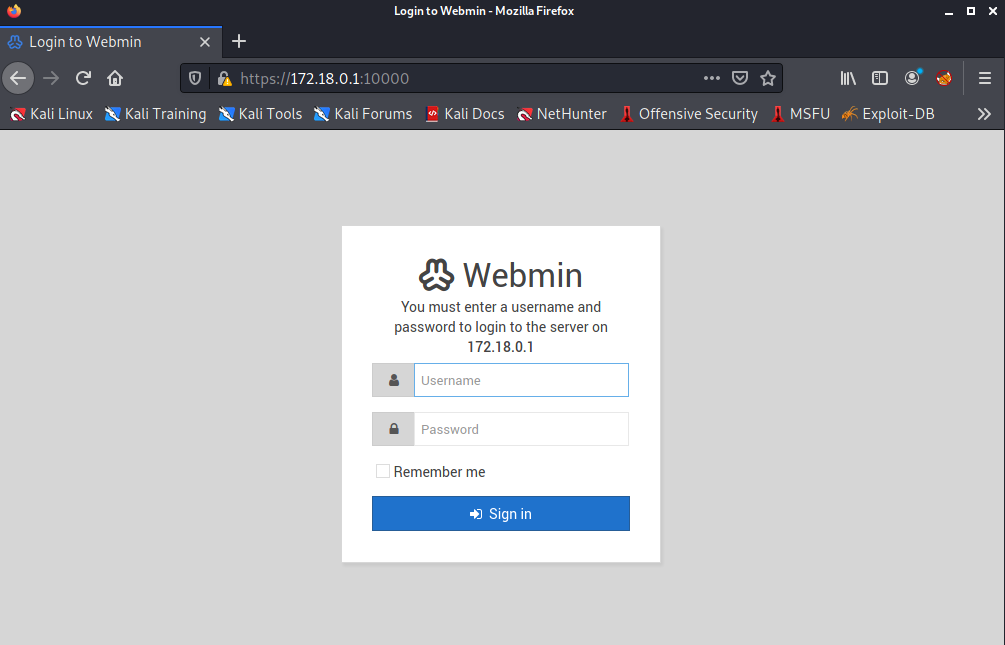 Login to Webmin - Mozilla Firefox
Login to Webmin
https://172.18.0.1:10000
Kali Linux Kali Training Kali Tools Kali Forums Kali Docs NetHunter Offensive Security MSFU Exploit-DB
Webmin
You must enter a username and
password to login to the server on
172.18.0.1
Username
Password
Remember me
Sign in